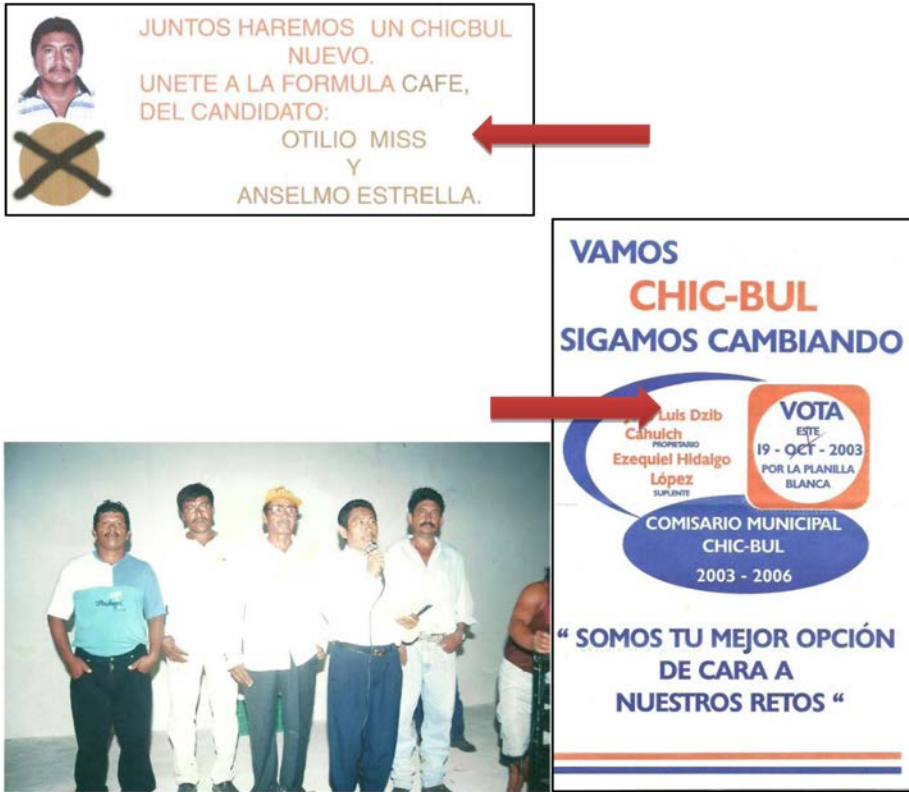 JUNTOS HAREMOS UN CHICBUL
NUEVO.
UNETE A LA FORMULA CAFE,
DEL CANDIDATO:
OTILIO MISS
Y
ANSELMO ESTRELLA.
VAMOS
CHIC-BUL
SIGAMOS CAMBIANDO
Luis Dzib
Cahuich
PROPIETARIO
Ezequiel Hidalgo
López
SUPLENTE
VOTA
ESTE
19 - OCT - 2003
POR LA PLANILLA
BLANCA
COMISARIO MUNICIPAL
CHIC-BUL
2003 - 2006
“ SOMOS TU MEJOR OPCIÓN
DE CARA A
NUESTROS RETOS “